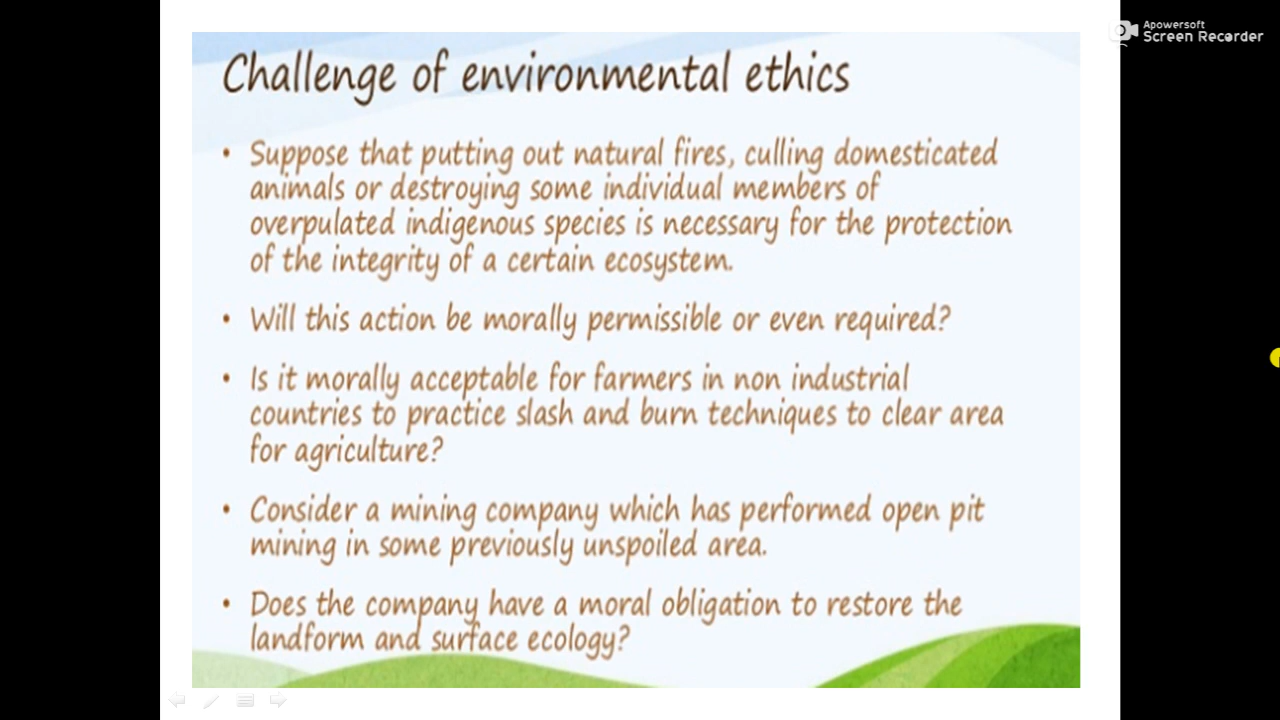 Apowersoft
Screen Recorder
Challenge of environmental ethics
• Suppose that putting out natural fires, culling domesticated
animals or destroying some individual members of
overpulated indigenous species is necessary for the protection
of the integrity of a certain ecosystem.
• Will this action be morally permissible or even required?
• Is it morally acceptable for farmers in non industrial
countries to practice slash and burn techniques to clear area
for agriculture?
• Consider a mining company which has performed open pit
mining in some previously unspoiled area.
• Does the company have a moral obligation to restore the
landform and surface ecology?